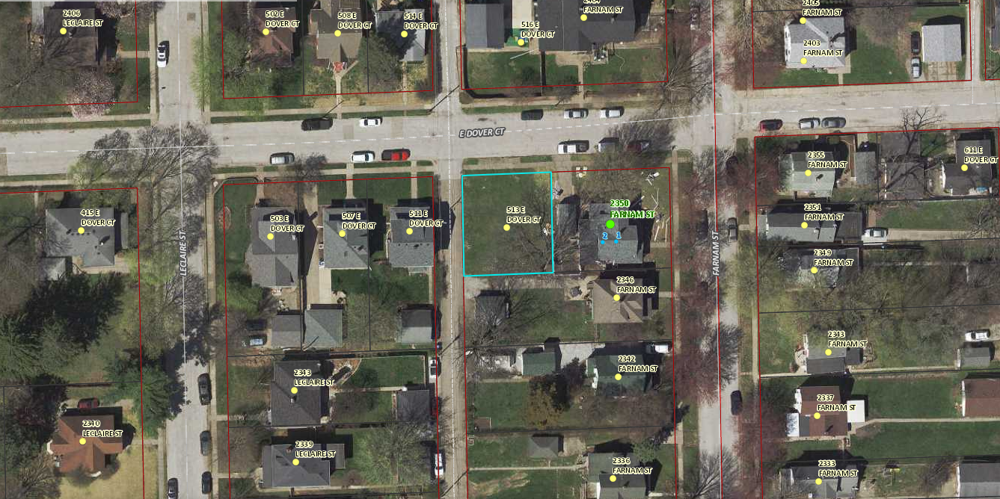 2406
LECLAIRE ST
502 E
DOVER CT
508 E
DOVER CT
514 E
DOVER CT
516 E
DOVER CT
FARNAM ST
2405
FARNAM ST
2403
FARNAM ST
E DOVER CT
415 E
DOVER CT
LECLAIRE ST
503 E
DOVER CT
507 E
DOVER CT
511 E
DOVER CT
513 E
DOVER CT
2350
FARNAM ST
2 1
FARNAM ST
2355
FARNAM ST
611 E
DOVER CT
2351
FARNAM ST
2349
FARNAM ST
2346
FARNAM ST
2343
FARNAM ST
2342
FARNAM ST
2343
LECLAIRE ST
2337
FARNAM ST
2340
LECLAIRE ST
2339
LECLAIRE ST
2336
FARNAM ST
2333
FARNAM ST